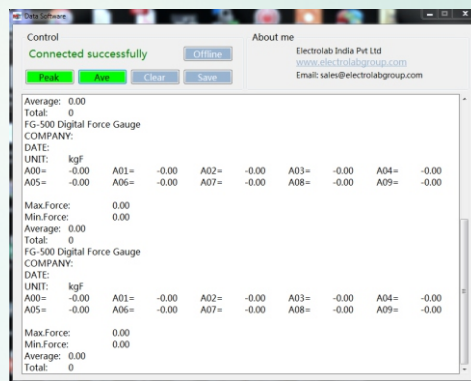 Data Software
Control
Connected successfully
Offline
Peak Ave Clear Save
About me
Electrolab India Pvt Ltd
www.electrolabgroup.com
Email: sales@electrolabgroup.com
Average: 0.00
Total: 0
FG-500 Digital Force Gauge
COMPANY:
DATE:
UNIT: kgF
A00= -0.00 A01= -0.00 A02= -0.00 A03= -0.00 A04= -0.00
A05= -0.00 A06= -0.00 A07= -0.00 A08= -0.00 A09= -0.00
Max.Force: 0.00
Min.Force: 0.00
Average: 0.00
Total: 0
FG-500 Digital Force Gauge
COMPANY:
DATE:
UNIT: kgF
A00= -0.00 A01= -0.00 A02= -0.00 A03= -0.00 A04= -0.00
A05= -0.00 A06= -0.00 A07= -0.00 A08= -0.00 A09= -0.00
Max.Force: 0.00
Min.Force: 0.00
Average: 0.00
Total: 0